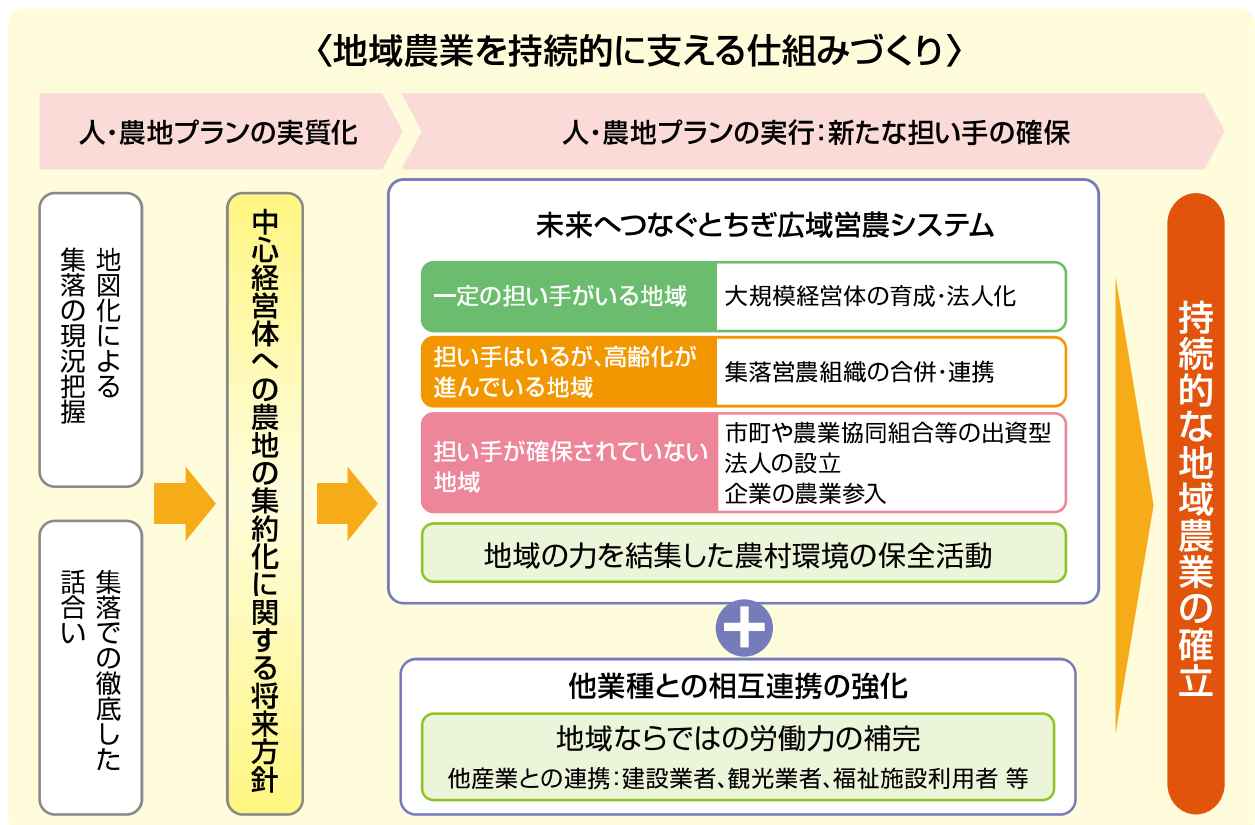 〈地域農業を持続的に支える仕組みづくり〉
人・農地プランの実質化
人・農地プランの実行：新たな担い手の確保
地図化による
集落の現況把握
集落での徹底した
話合い
中心経営体への農地の集約化に関する将来方針
未来へつなぐとちぎ広域営農システム
一定の担い手がいる地域
大規模経営体の育成・法人化
担い手はいるが、高齢化が
進んでいる地域
集落営農組織の合併・連携
担い手が確保されていない
地域
市町や農業協同組合等の出資型
法人の設立
企業の農業参入
地域の力を結集した農村環境の保全活動
＋
他業種との相互連携の強化
地域ならではの労働力の補完
他産業との連携：建設業者、観光業者、福祉施設利用者 等
持続的な地域農業の確立